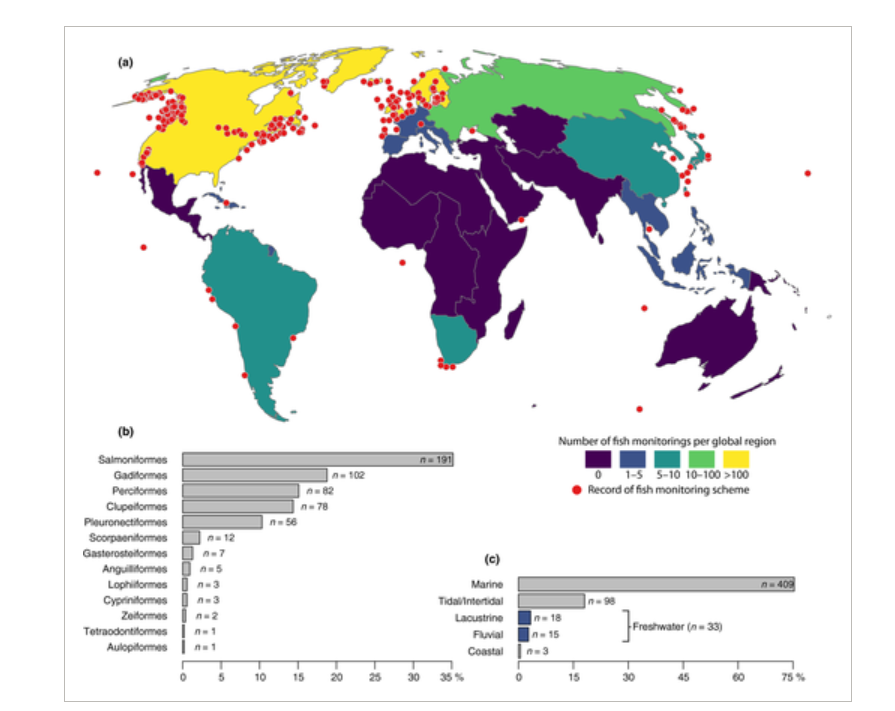 (a)
(b)
Salmoniformes n = 191
Gadiformes n = 102
Perciformes n = 82
Clupeiformes n = 78
Pleuronectiformes n = 56
Scorpaeniformes n = 12
Gasterosteiformes n = 7
Anguilliformes n = 5
Lophiiformes n = 3
Cypriniformes n = 3
Zeiformes n = 2
Tetraodontiformes n = 1
Aulopiformes n = 1
0 5 10 15 20 25 30 35 %
Number of fish monitorings per global region
0 1–5 5–10 10–100 >100
Record of fish monitoring scheme
(c)
Marine n = 409
Tidal/Intertidal n = 98
Lacustrine n = 18
Freshwater (n = 33)
Fluvial n = 15
Coastal n = 3
0 15 30 45 60 75 %